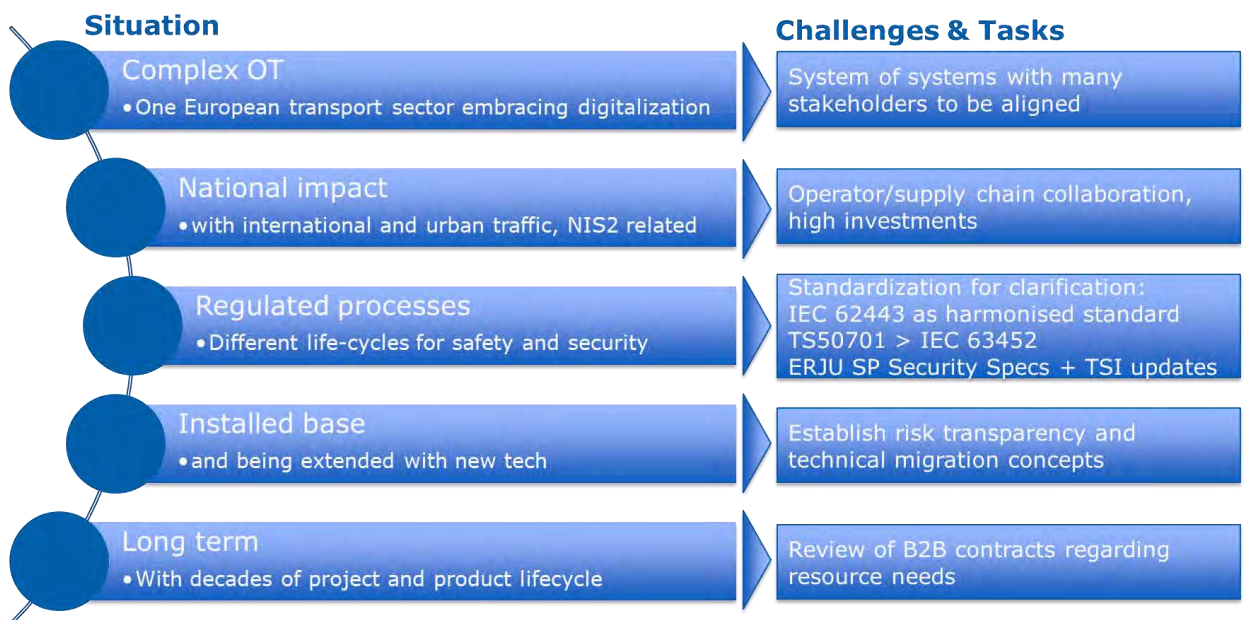 Situation
Challenges & Tasks
Complex OT
•One European transport sector embracing digitalization
System of systems with many
stakeholders to be aligned
National impact
•with international and urban traffic, NIS2 related
Operator/supply chain collaboration,
high investments
Regulated processes
•Different life-cycles for safety and security
Standardization for clarification:
IEC 62443 as harmonised standard
TS50701 > IEC 63452
ERJU SP Security Specs + TSI updates
Installed base
•and being extended with new tech
Establish risk transparency and
technical migration concepts
Long term
•With decades of project and product lifecycle
Review of B2B contracts regarding
resource needs